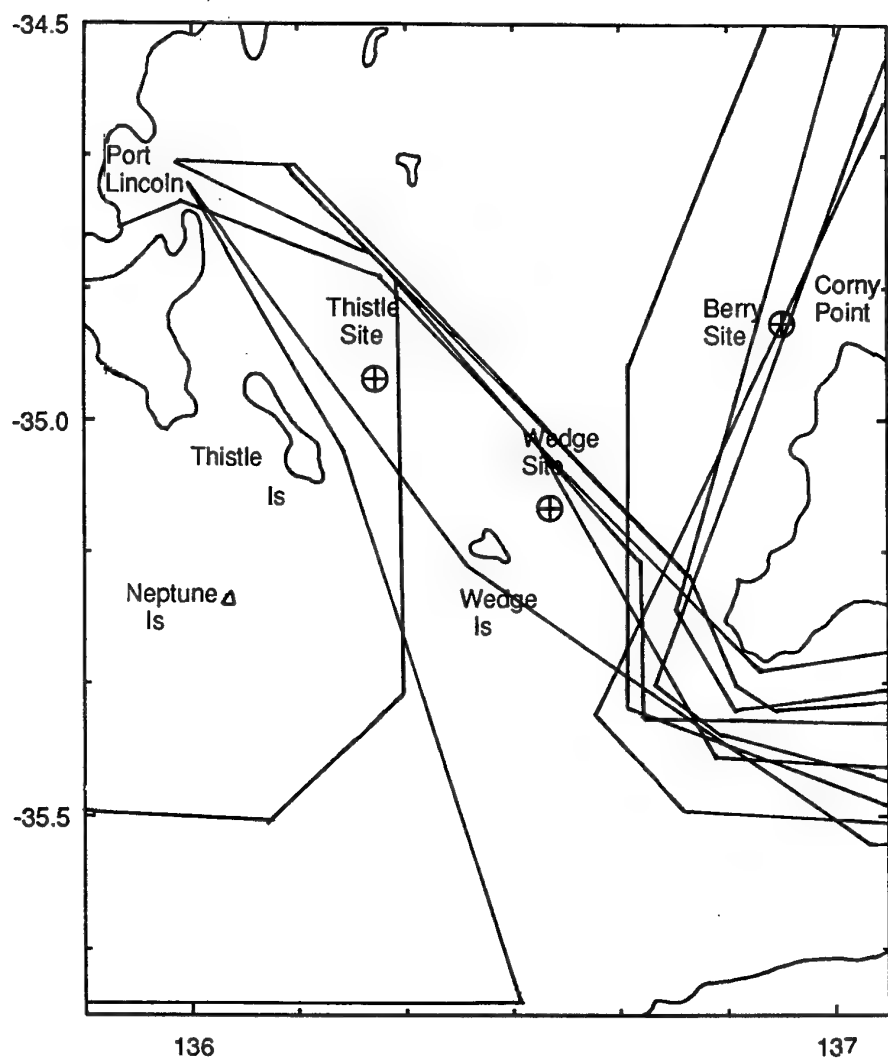 -34.5
Port
Lincoln
Thistle
Site
Berry
Site
Corny
Point
-35.0
Wedge
Site
Thistle
Is
Neptune
Is
Wedge
Is
-35.5
136
137